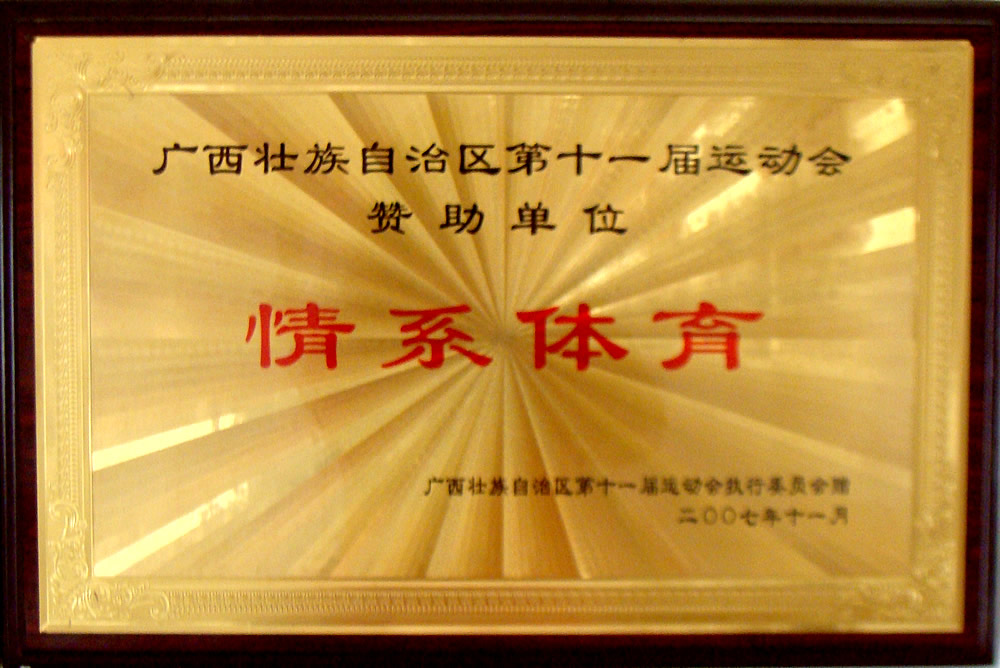 广西壮族自治区第十一届运动会
赞助单位
情系体育
广西壮族自治区第十一届运动会执行委员会赠
二〇〇七年十一月